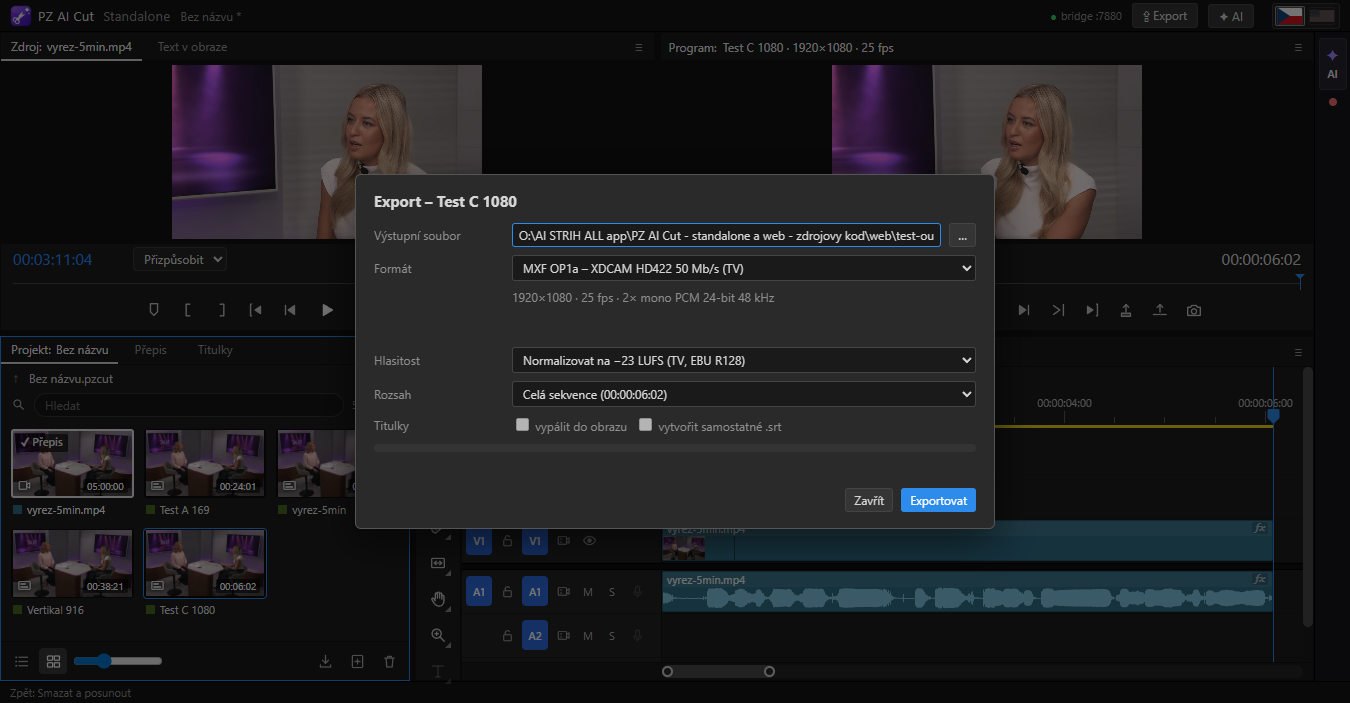 PZ AI Cut Standalone Bez názvu * bridge :7880 Export AI
Zdroj: vyrez-5min.mp4 Text v obraze
Program: Test C 1080 · 1920×1080 · 25 fps
AI
00:03:11:04 Přizpůsobit 00:00:06:02
Export – Test C 1080
Výstupní soubor O:\AI STRIH ALL app\PZ AI Cut - standalone a web - zdrojovy kod\web\test-ou ...
Formát MXF OP1a – XDCAM HD422 50 Mb/s (TV)
1920×1080 · 25 fps · 2× mono PCM 24-bit 48 kHz
Hlasitost Normalizovat na −23 LUFS (TV, EBU R128)
Rozsah Celá sekvence (00:00:06:02)
Titulky vypálit do obrazu vytvořit samostatné .srt
Zavřít Exportovat
Projekt: Bez názvu Přepis Titulky
Bez názvu.pzcut
Hledat
Přepis
05:00:00 00:24:01
vyrez-5min.mp4 Test A 169 vyrez-5min
00:38:21 00:06:02
Vertikal 916 Test C 1080
00:00:04:00 00:00:05:00
V1 V1 vyrez-5min.mp4 fx
A1 A1 M S vyrez-5min.mp4 fx
A2 M S
Zpět: Smazat a posunout